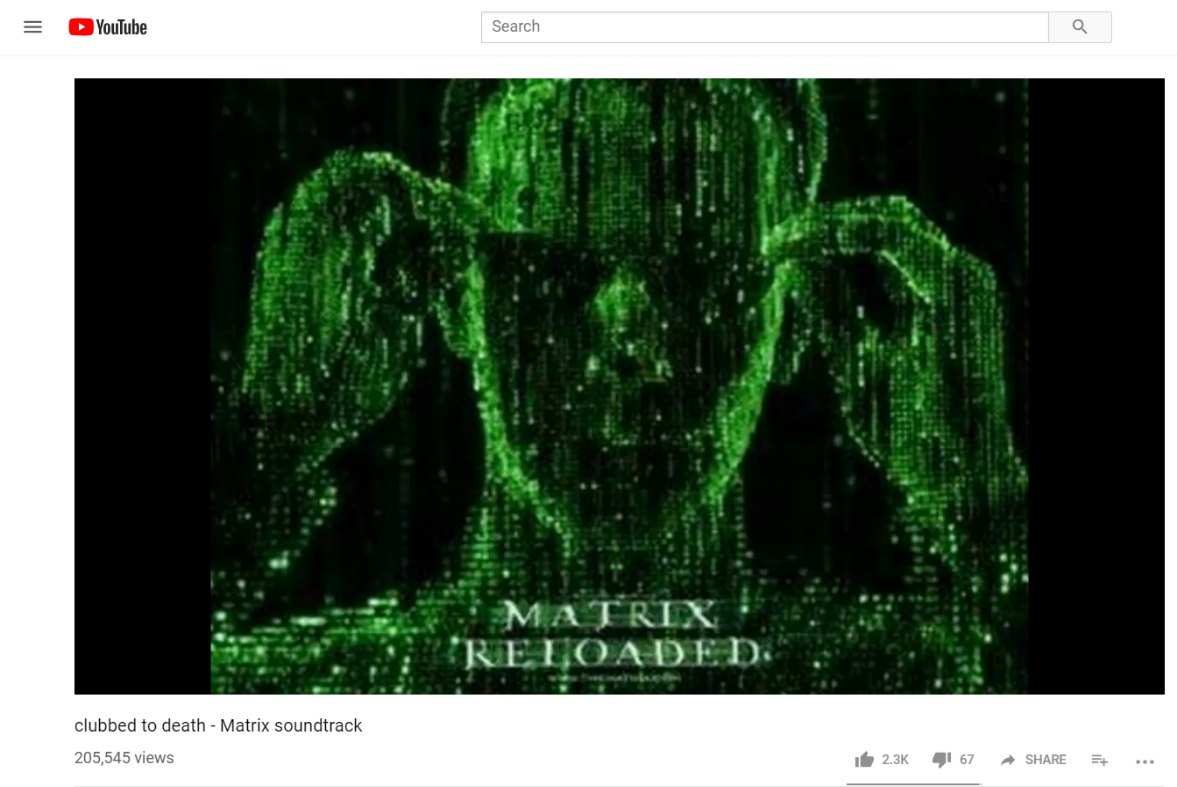 YouTube
Search
MATRIX
RELOADED
clubbed to death - Matrix soundtrack
205,545 views
2.3K
67
SHARE